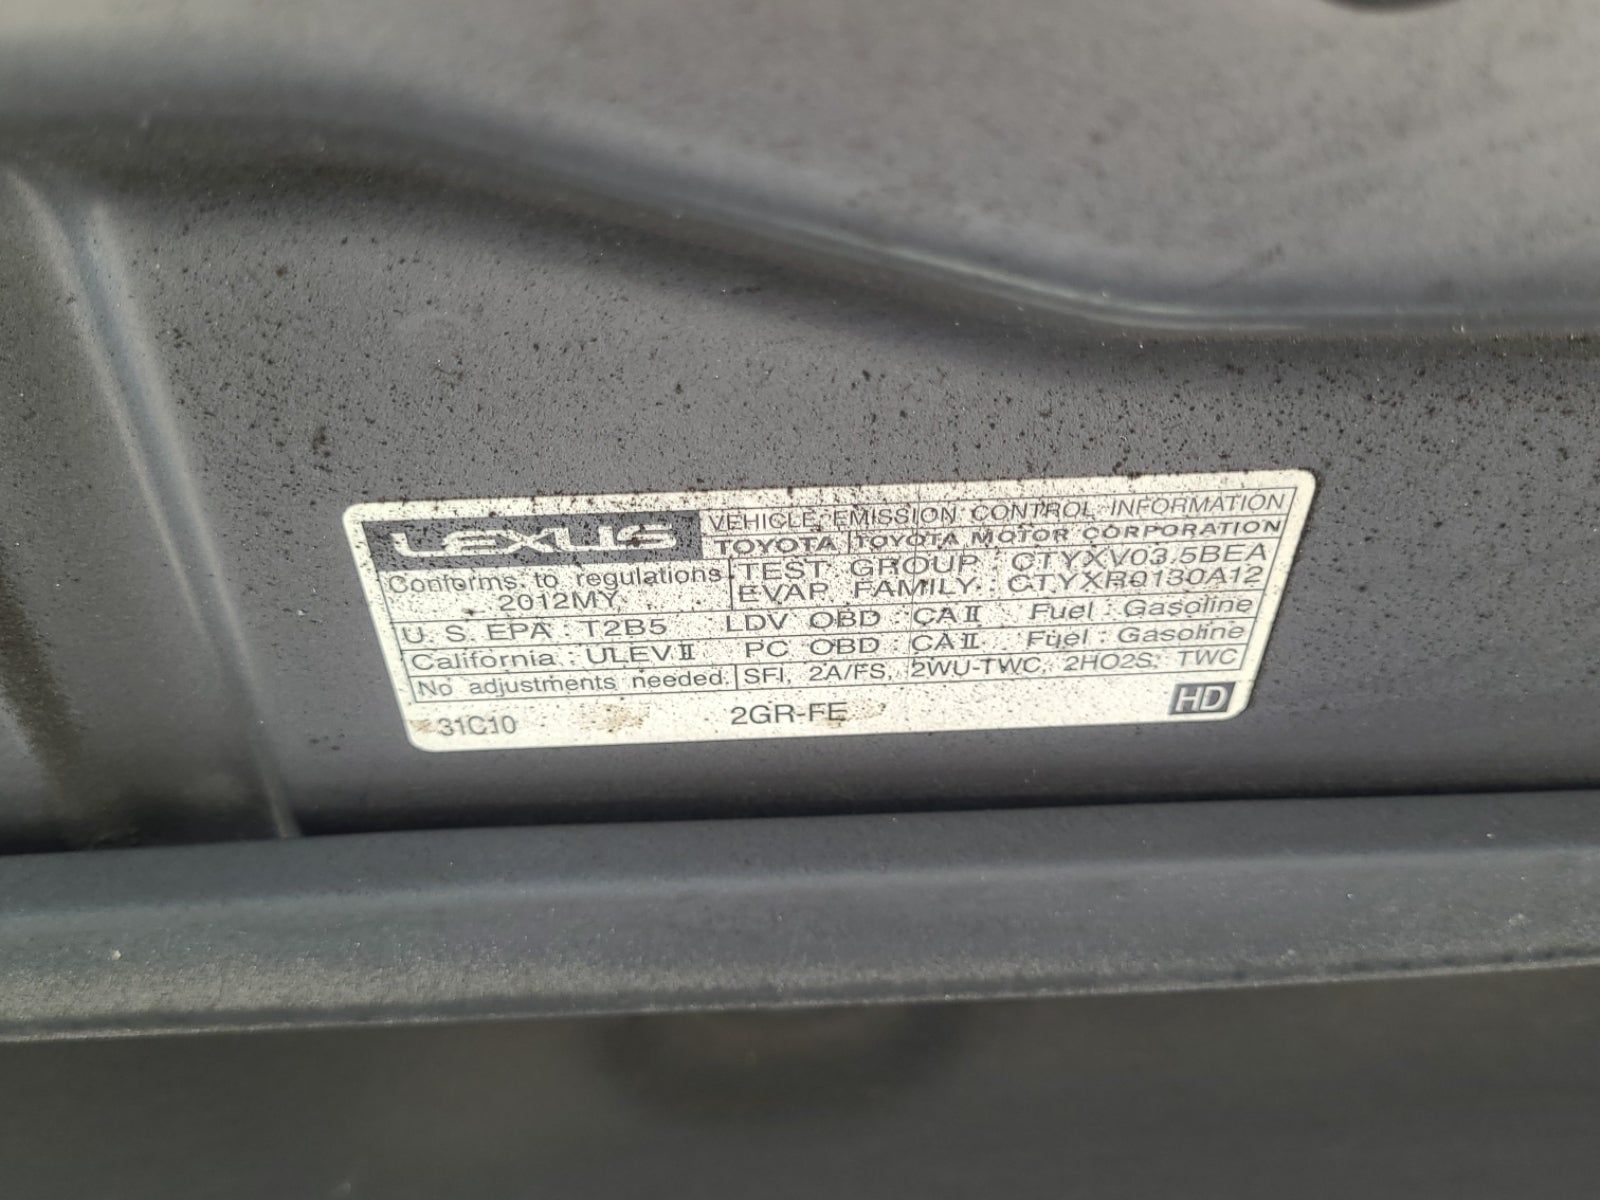 LEXUS VEHICLE EMISSION CONTROL INFORMATION
TOYOTA TOYOTA MOTOR CORPORATION
Conforms to regulations TEST GROUP : CTYXV03.5BEA
2012MY EVAP. FAMILY : CTYXR0130A12
U. S. EPA : T2B5 LDV OBD : CAⅡ Fuel : Gasoline
California : ULEVⅡ PC OBD : CAⅡ Fuel : Gasoline
No adjustments needed. SFI, 2A/FS, 2WU-TWC, 2HO2S, TWC
31C10 2GR-FE HD